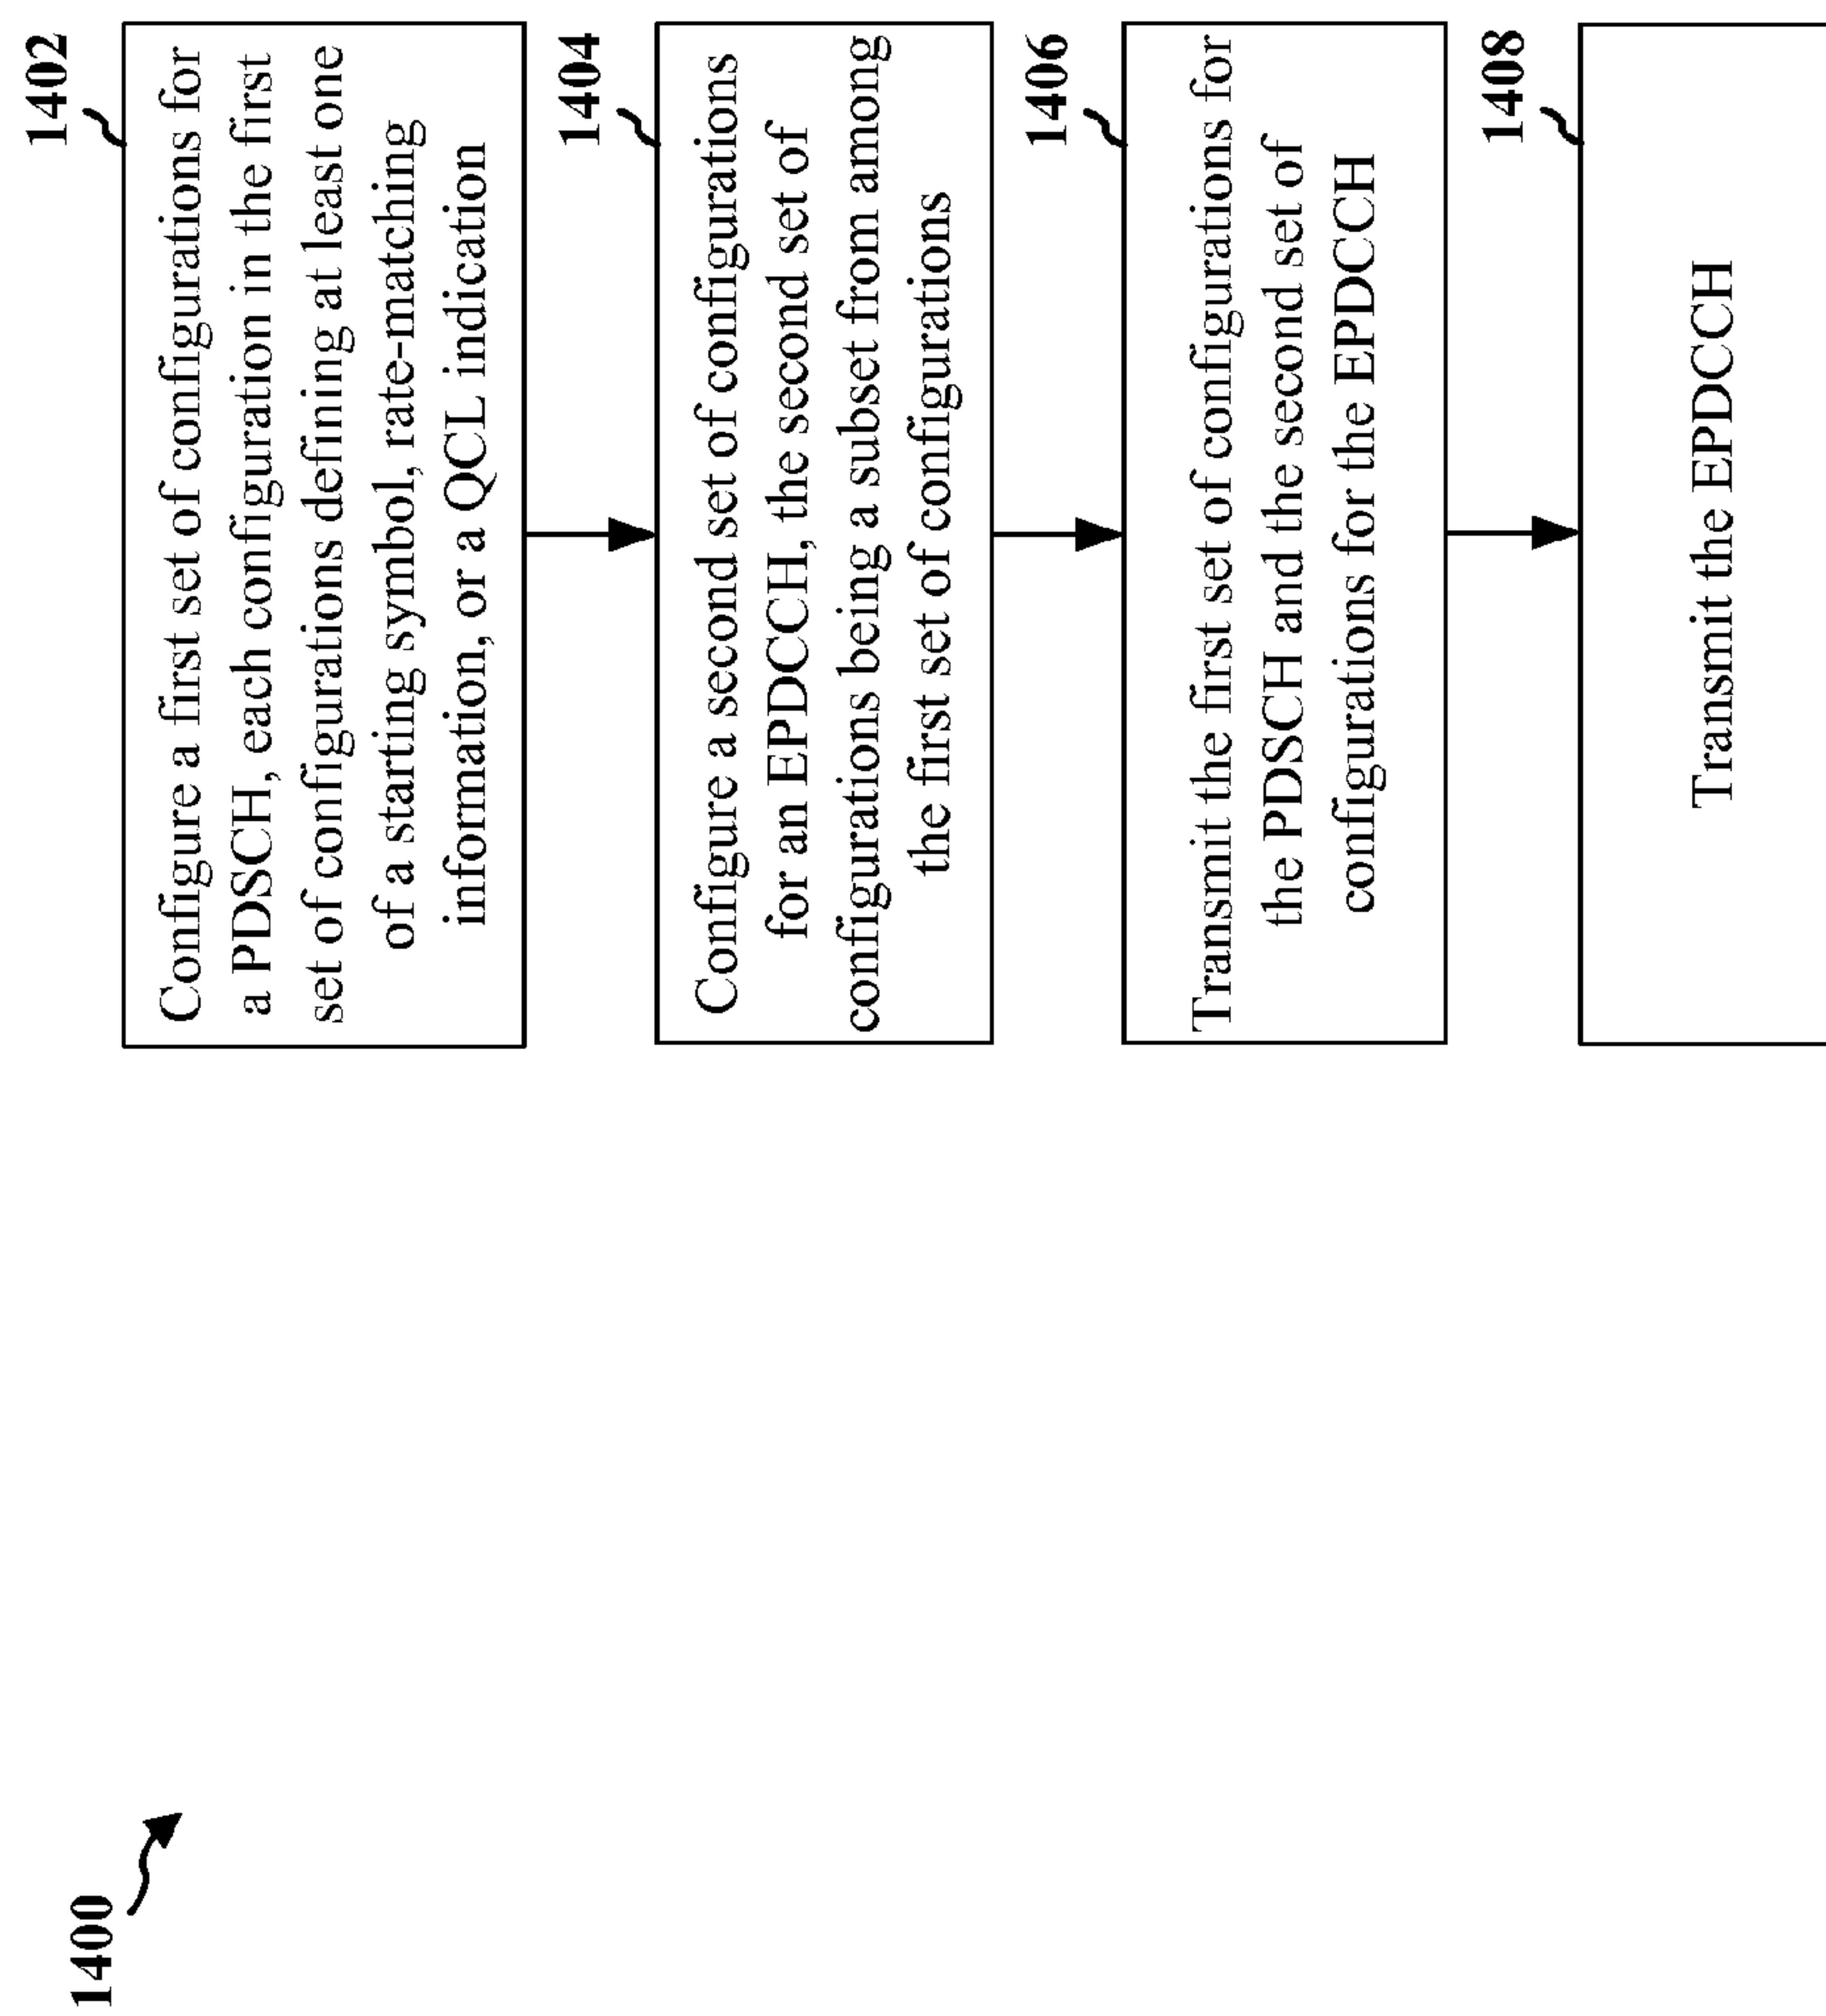 1400
1402
Configure a first set of configurations for
a PDSCH, each configuration in the first
set of configurations defining at least one
of a starting symbol, rate-matching
information, or a QCL indication
1404
Configure a second set of configurations
for an EPDCCH, the second set of
configurations being a subset from among
the first set of configurations
1406
Transmit the first set of configurations for
the PDSCH and the second set of
configurations for the EPDCCH
1408
Transmit the EPDCCH